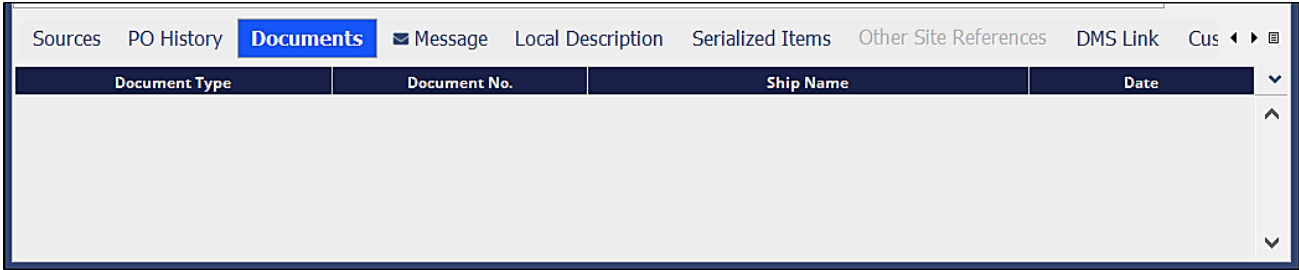 Sources PO History Documents Message Local Description Serialized Items Other Site References DMS Link Cus
Document Type Document No. Ship Name Date